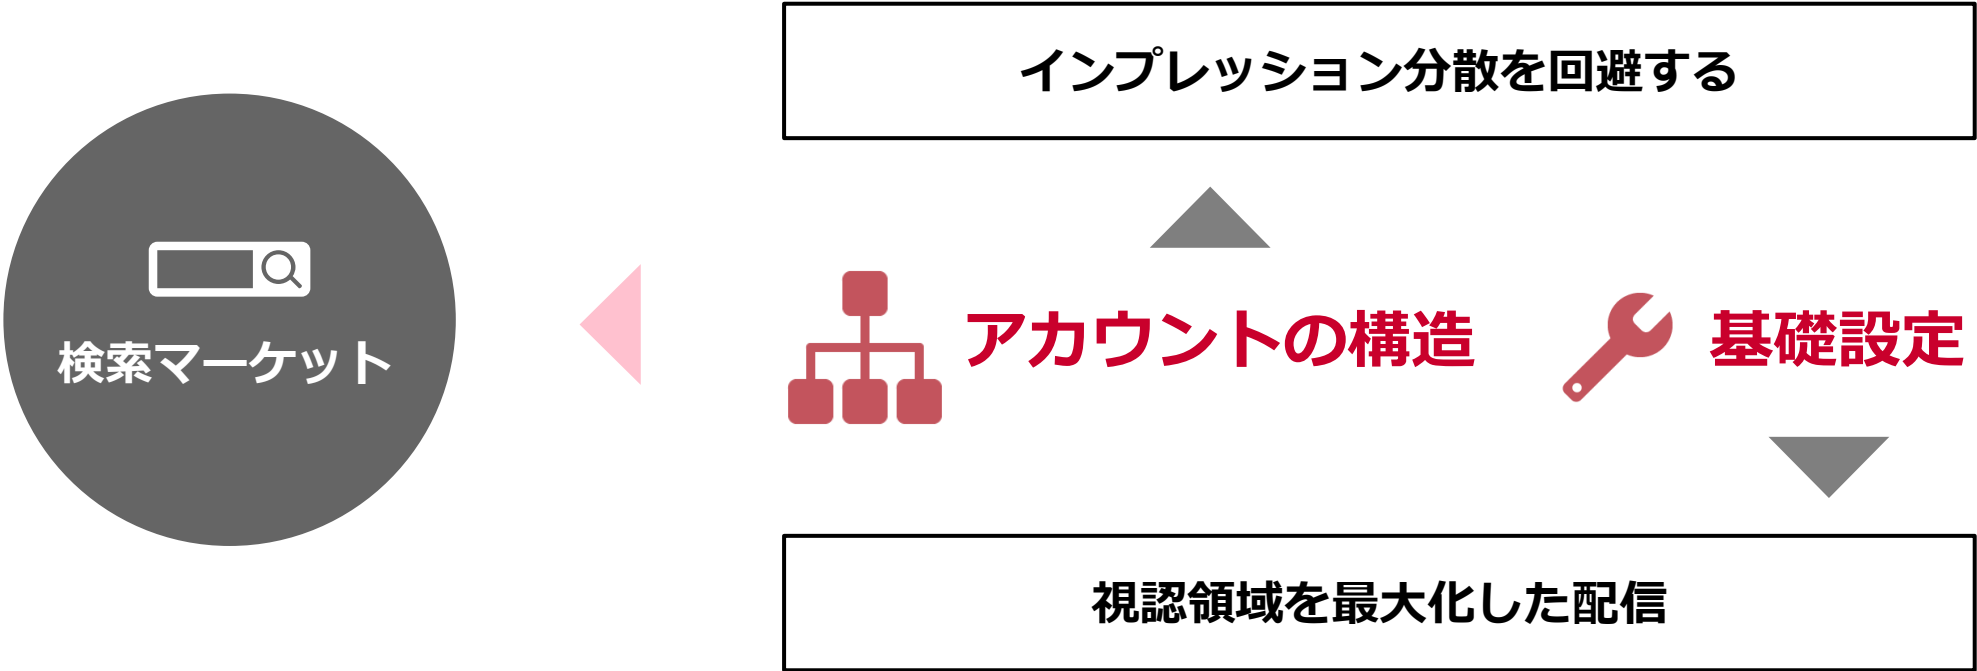 インプレッション分散を回避する
検索マーケット
アカウントの構造
基礎設定
視認領域を最大化した配信